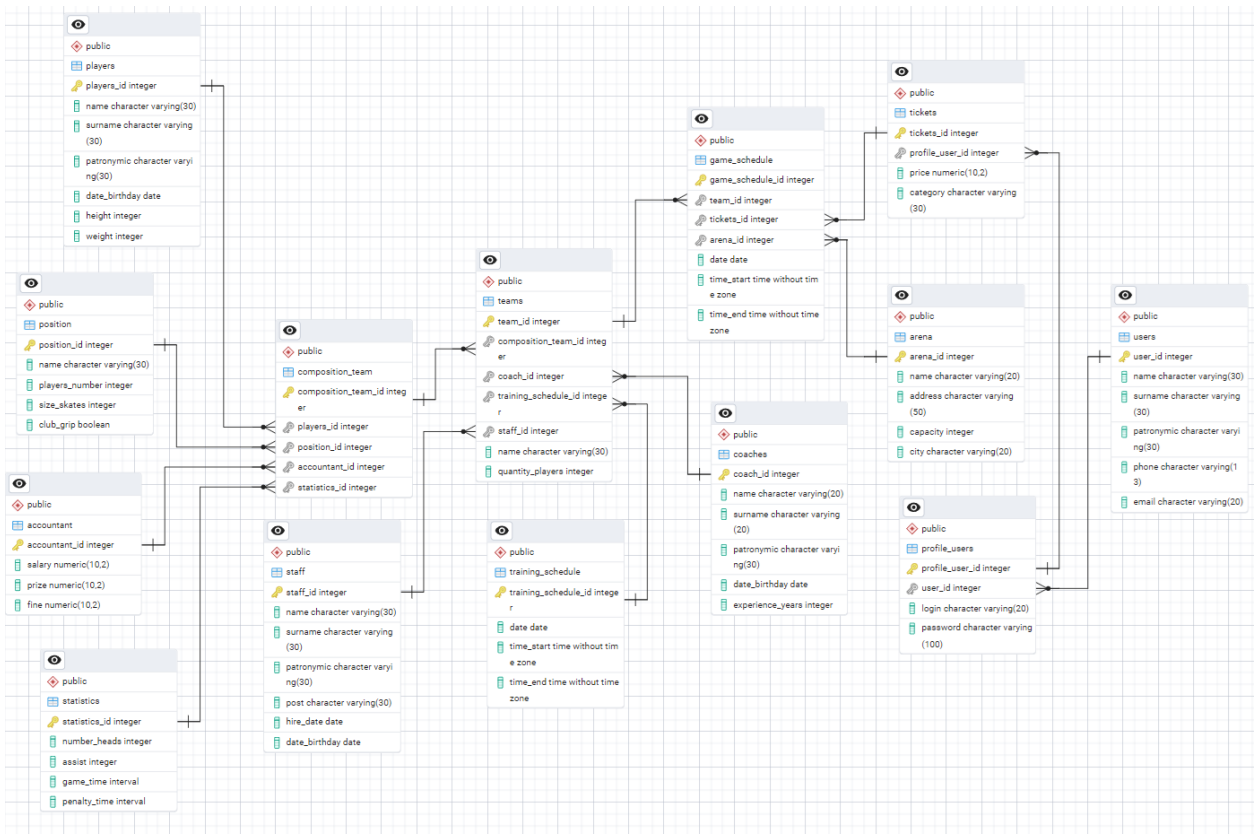 public
players
players_id integer
name character varying(30)
surname character varying
(30)
patronymic character varyi
ng(30)
date_birthday date
height integer
weight integer
public
position
position_id integer
name character varying(30)
players_number integer
size_skates integer
club_grip boolean
public
accountant
accountant_id integer
salary numeric(10,2)
prize numeric(10,2)
fine numeric(10,2)
public
statistics
statistics_id integer
number_heads integer
assist integer
game_time interval
penalty_time interval
public
composition_team
composition_team_id integ
er
players_id integer
position_id integer
accountant_id integer
statistics_id integer
public
staff
staff_id integer
name character varying(30)
surname character varying
(30)
patronymic character varyi
ng(30)
post character varying(30)
hire_date date
date_birthday date
public
teams
team_id integer
composition_team_id integ
er
coach_id integer
training_schedule_id intege
r
staff_id integer
name character varying(30)
quantity_players integer
public
training_schedule
training_schedule_id intege
r
date date
time_start time without tim
e zone
time_end time without time
zone
public
game_schedule
game_schedule_id integer
team_id integer
tickets_id integer
arena_id integer
date date
time_start time without tim
e zone
time_end time without time
zone
public
coaches
coach_id integer
name character varying(20)
surname character varying
(20)
patronymic character varyi
ng(30)
date_birthday date
experience_years integer
public
tickets
tickets_id integer
profile_user_id integer
price numeric(10,2)
category character varying
(30)
public
arena
arena_id integer
name character varying(20)
address character varying
(50)
capacity integer
city character varying(20)
public
profile_users
profile_user_id integer
user_id integer
login character varying(20)
password character varying
(100)
public
users
user_id integer
name character varying(30)
surname character varying
(30)
patronymic character varyi
ng(30)
phone character varying(1
3)
email character varying(20)